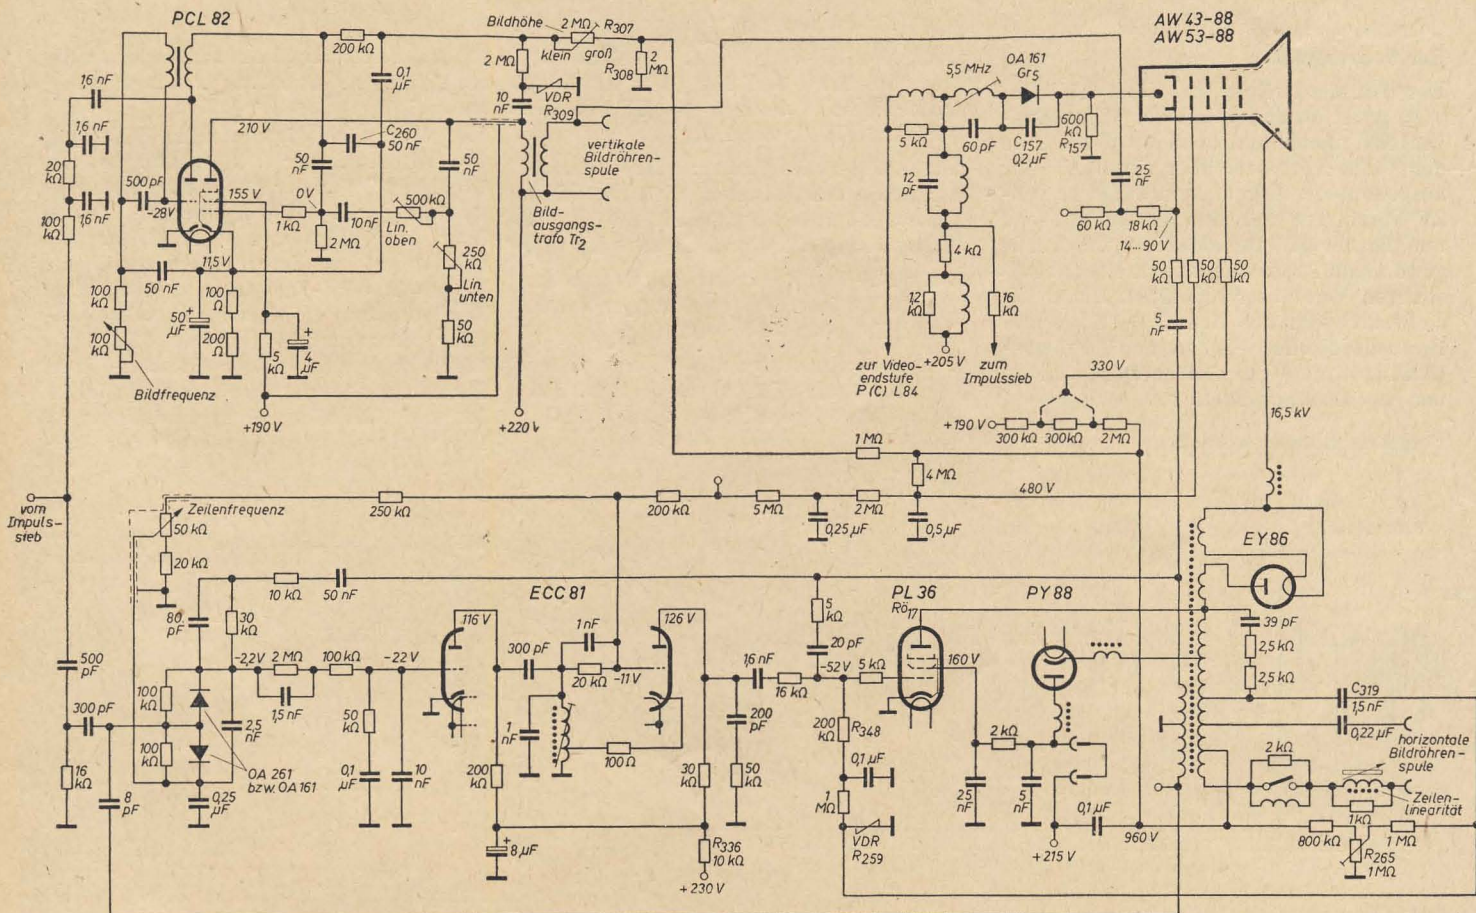 PCL 82
Bildhöhe
2 MΩ R307
klein groß
200 kΩ
2 MΩ
R308
2 MΩ
0,1 µF
1,6 nF
1,6 nF
20 kΩ
1,6 nF
100 kΩ
500 pF
-28V
210 V
155 V
11,5 V
0V
C260
50 nF
50 nF
50 nF
10 nF
VDR
R309
vertikale
Bildröhren-
spule
Bild-
ausgangs-
trafo Tr2
1 kΩ
10 nF
500 kΩ
Lin.
oben
2 MΩ
250 kΩ
Lin.
unten
50 kΩ
50 nF
100 kΩ
100 kΩ
50 µF
100 Ω
200 Ω
5 kΩ
4 µF
Bildfrequenz
+190 V
+220 V
AW 43-88
AW 53-88
5,5 MHz
OA 161
Gr5
5 kΩ
60 pF
C157
0,2 µF
600 kΩ
R157
12 pF
25 nF
60 kΩ
18 kΩ
14...90 V
4 kΩ
12 kΩ
16 kΩ
50 kΩ
50 kΩ
50 kΩ
5 nF
zur Video-
endstufe
P (C) L 84
+205 V
zum
Impulssieb
330 V
+190 V
300 kΩ
300 kΩ
2 MΩ
16,5 kV
1 MΩ
4 MΩ
480 V
vom
Impuls-
sieb
Zeilenfrequenz
50 kΩ
20 kΩ
250 kΩ
200 kΩ
5 MΩ
2 MΩ
0,25 µF
0,5 µF
EY 86
10 kΩ
50 nF
ECC 81
PL 36
Rö17
PY 88
80 pF
30 kΩ
116 V
126 V
1 nF
5 kΩ
20 pF
39 pF
2,5 kΩ
2,5 kΩ
500 pF
-2,2V
2 MΩ
100 kΩ
-22 V
300 pF
20 kΩ
-11 V
1,6 nF
16 kΩ
-52 V
5 kΩ
160 V
1,5 nF
100 kΩ
300 pF
100 kΩ
2,5 nF
50 kΩ
1 nF
100 Ω
200 pF
200 kΩ
R348
2 kΩ
C319
1,5 nF
0,22 µF
horizontale
Bildröhren-
spule
16 kΩ
8 pF
OA 261
bzw. OA 161
0,25 µF
0,1 µF
10 nF
200 kΩ
30 kΩ
50 kΩ
0,1 µF
1 MΩ
25 nF
5 nF
0,1 µF
2 kΩ
Zeilen-
linearität
1 kΩ
8 µF
R336
10 kΩ
+230 V
VDR
R259
+215 V
960 V
800 kΩ
1 MΩ
R265
1 MΩ